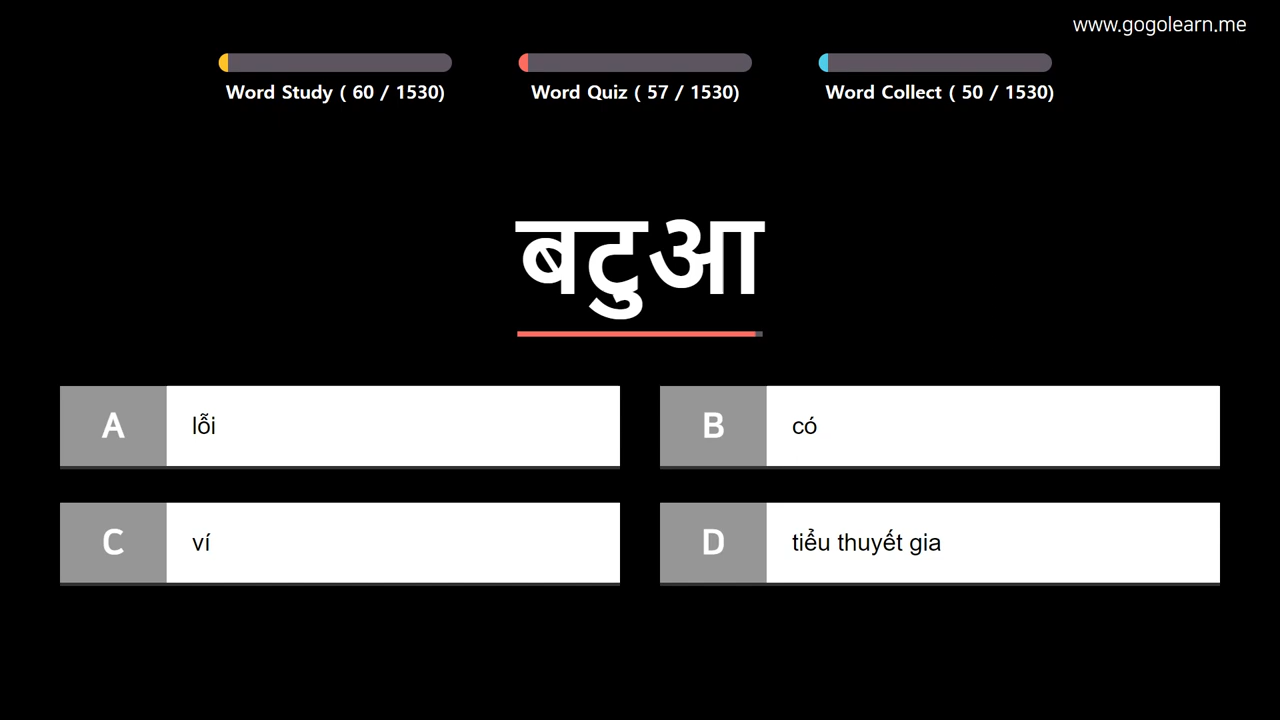 www.gogolearn.me
Word Study ( 60 / 1530)
Word Quiz ( 57 / 1530)
Word Collect ( 50 / 1530)
बटुआ
A lỗi
B có
C ví
D tiểu thuyết gia